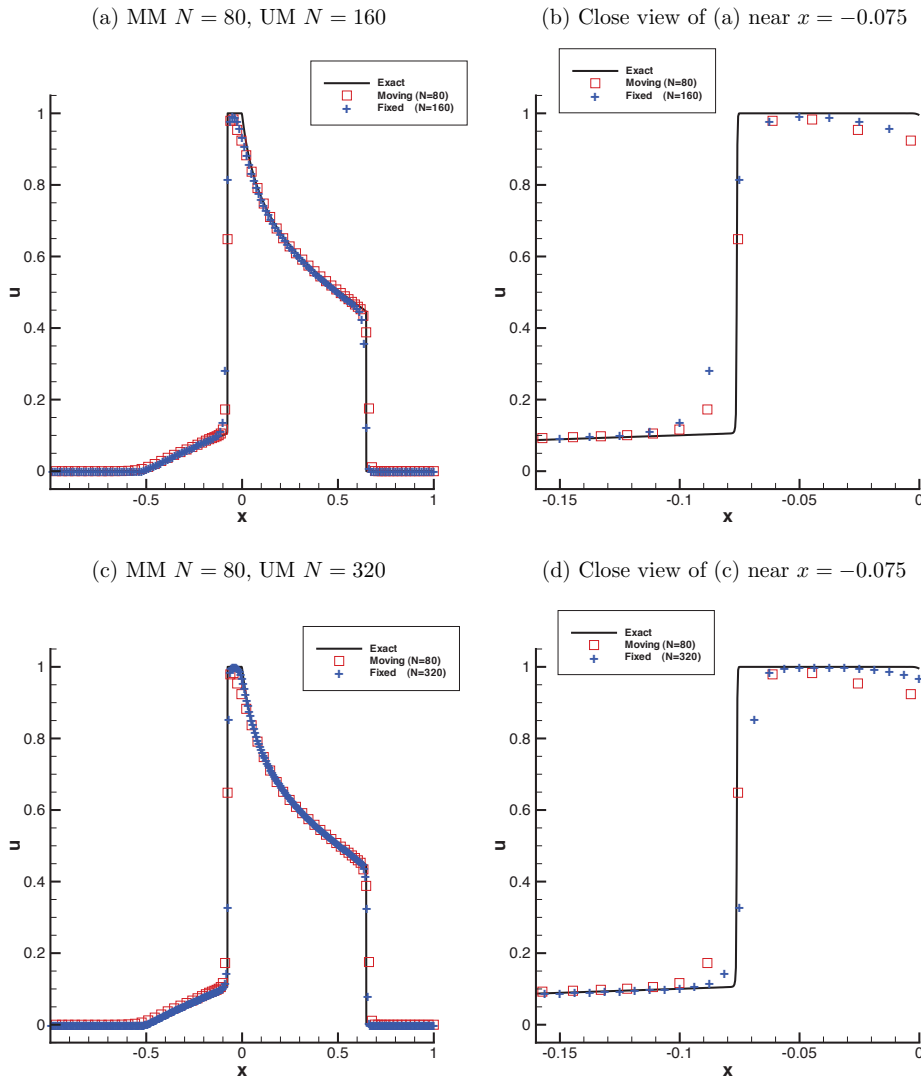 (a) MM N = 80, UM N = 160
(b) Close view of (a) near x = −0.075
Exact
Moving (N=80)
Fixed (N=160)
1
0.8
0.6
0.4
0.2
0
u
-0.5
0
0.5
1
x
Exact
Moving (N=80)
Fixed (N=160)
1
0.8
0.6
0.4
0.2
0
u
-0.15
-0.1
-0.05
0
x
(c) MM N = 80, UM N = 320
(d) Close view of (c) near x = −0.075
Exact
Moving (N=80)
Fixed (N=320)
1
0.8
0.6
0.4
0.2
0
u
-0.5
0
0.5
1
x
Exact
Moving (N=80)
Fixed (N=320)
1
0.8
0.6
0.4
0.2
0
u
-0.15
-0.1
-0.05
0
x